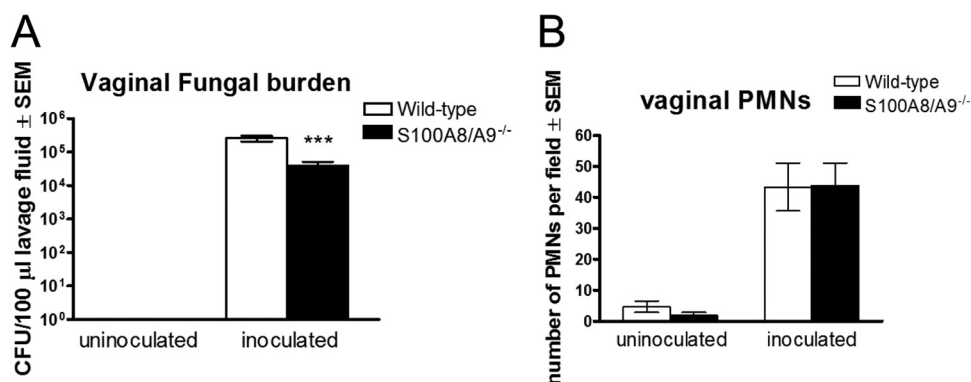 A
Vaginal Fungal burden
Wild-type
S100A8/A9⁻/⁻
CFU/100 µl lavage fluid ± SEM
10⁶
10⁵
10⁴
10³
10²
10¹
10⁰
***
uninoculated
inoculated
B
vaginal PMNs
Wild-type
S100A8/A9⁻/⁻
number of PMNs per field ± SEM
60
50
40
30
20
10
0
uninoculated
inoculated